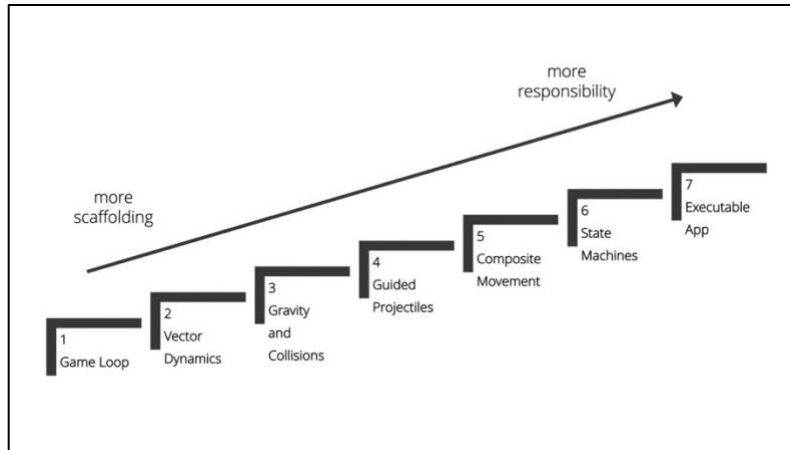 more
responsibility
more
scaffolding
1
Game Loop
2
Vector
Dynamics
3
Gravity
and
Collisions
4
Guided
Projectiles
5
Composite
Movement
6
State
Machines
7
Executable
App